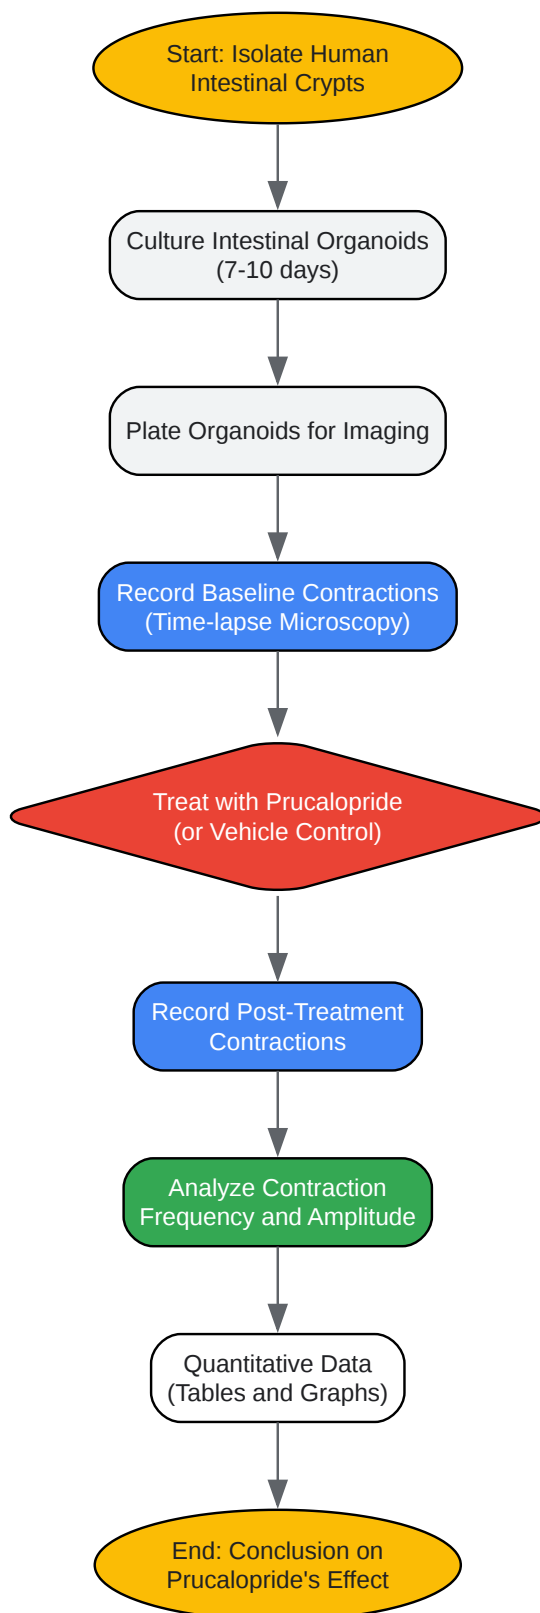 Start: Isolate Human
Intestinal Crypts
Culture Intestinal Organoids
(7-10 days)
Plate Organoids for Imaging
Record Baseline Contractions
(Time-lapse Microscopy)
Treat with Prucalopride
(or Vehicle Control)
Record Post-Treatment
Contractions
Analyze Contraction
Frequency and Amplitude
Quantitative Data
(Tables and Graphs)
End: Conclusion on
Prucalopride's Effect